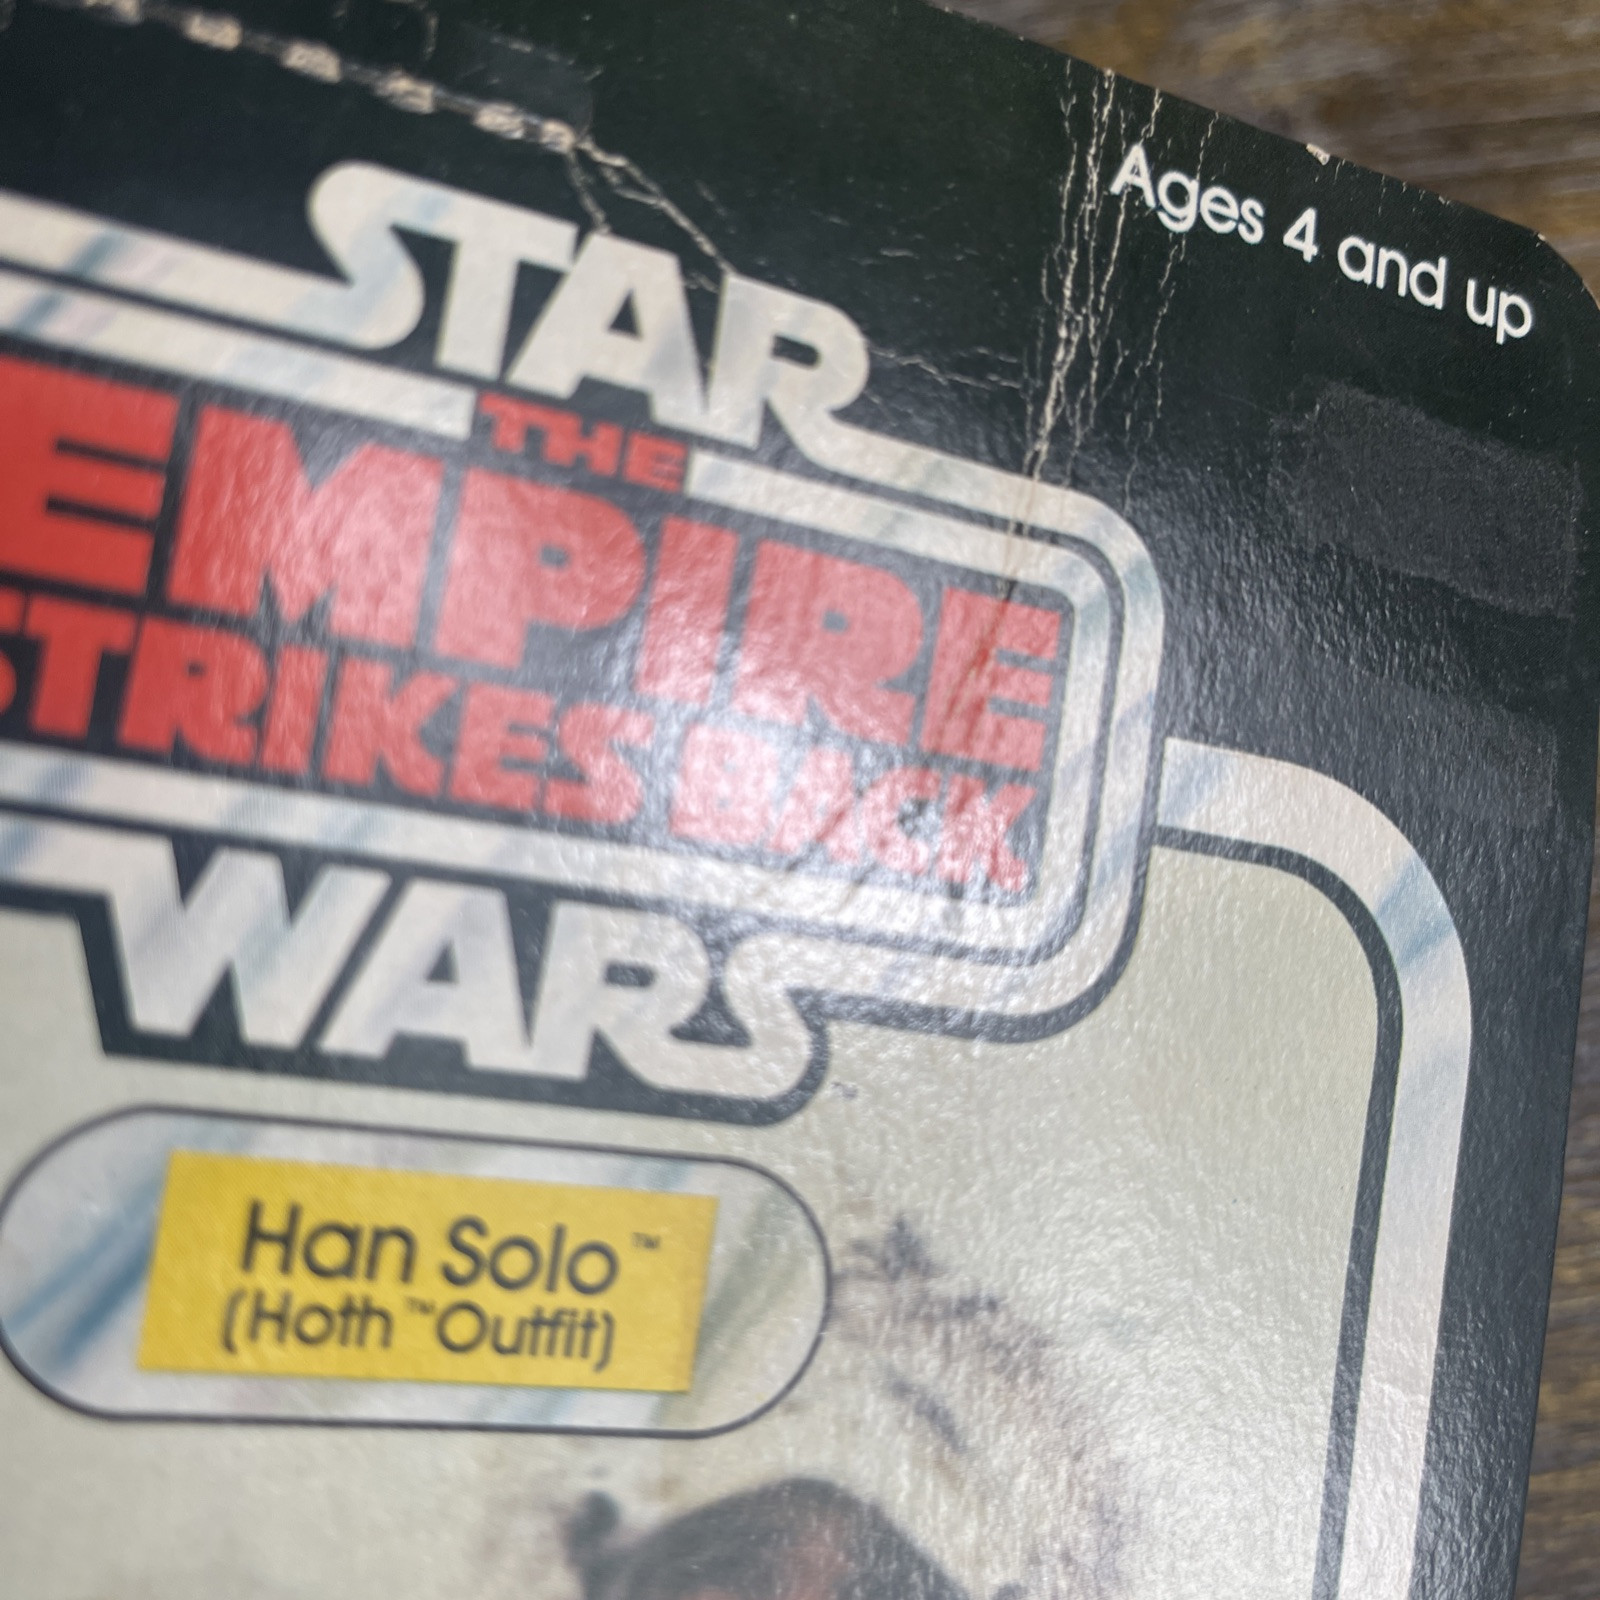 Ages 4 and up
STAR
THE
EMPIRE
STRIKES BACK
WARS
Han Solo™
(Hoth™ Outfit)